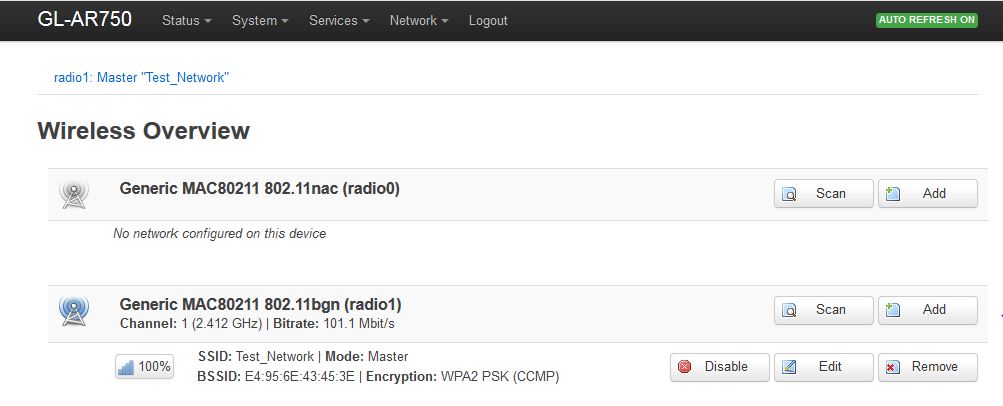 GL-AR750 Status System Services Network Logout AUTO REFRESH ON
radio1: Master "Test_Network"
Wireless Overview
Generic MAC80211 802.11nac (radio0) Scan Add
No network configured on this device
Generic MAC80211 802.11bgn (radio1) Scan Add
Channel: 1 (2.412 GHz) | Bitrate: 101.1 Mbit/s
100% SSID: Test_Network | Mode: Master Disable Edit Remove
BSSID: E4:95:6E:43:45:3E | Encryption: WPA2 PSK (CCMP)